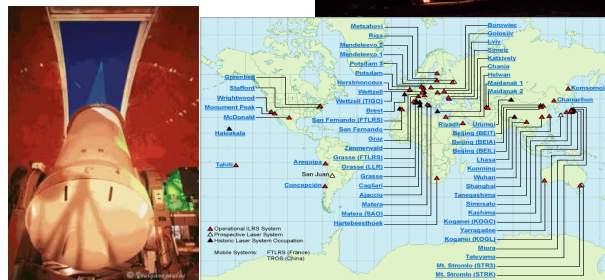 Metsahovi
Riga
Mendeleevo 2
Mendeleevo 1
Potsdam 3
Potsdam
Herstmonceux
Wettzell
Wettzell (TIGO)
Brest
San Fernando (FTLRS)
San Fernando
Graz
Zimmerwald
Grasse (FTLRS)
Grasse (LLR)
Grasse
Cagliari
Ajaccio
Matera
Matera (SAO)
Hartebeesthoek
Greenbelt
Stafford
Wrightwood
Monument Peak
McDonald
Haleakala
Tahiti
Arequipa
San Juan
Concepción
Borowiec
Golosiiv
Lviv
Simeiz
Katzively
Chania
Helwan
Maidanak 1
Maidanak 2
Riyadh
Komsomol
Changchun
Urumqi
Beijing (BEIT)
Beijing (BEIA)
Beijing (BEIL)
Lhasa
Kunming
Wuhan
Shanghai
Tanegashima
Simosato
Kashima
Koganei (KOGC)
Yarragadee
Koganei (KOGL)
Miura
Tateyama
Mt. Stromlo (STR3)
Mt. Stromlo (STRK)
Operational ILRS System
Prospective Laser System
Historic Laser System Occupation
Mobile Systems: FTLRS (France)
TROS (China)